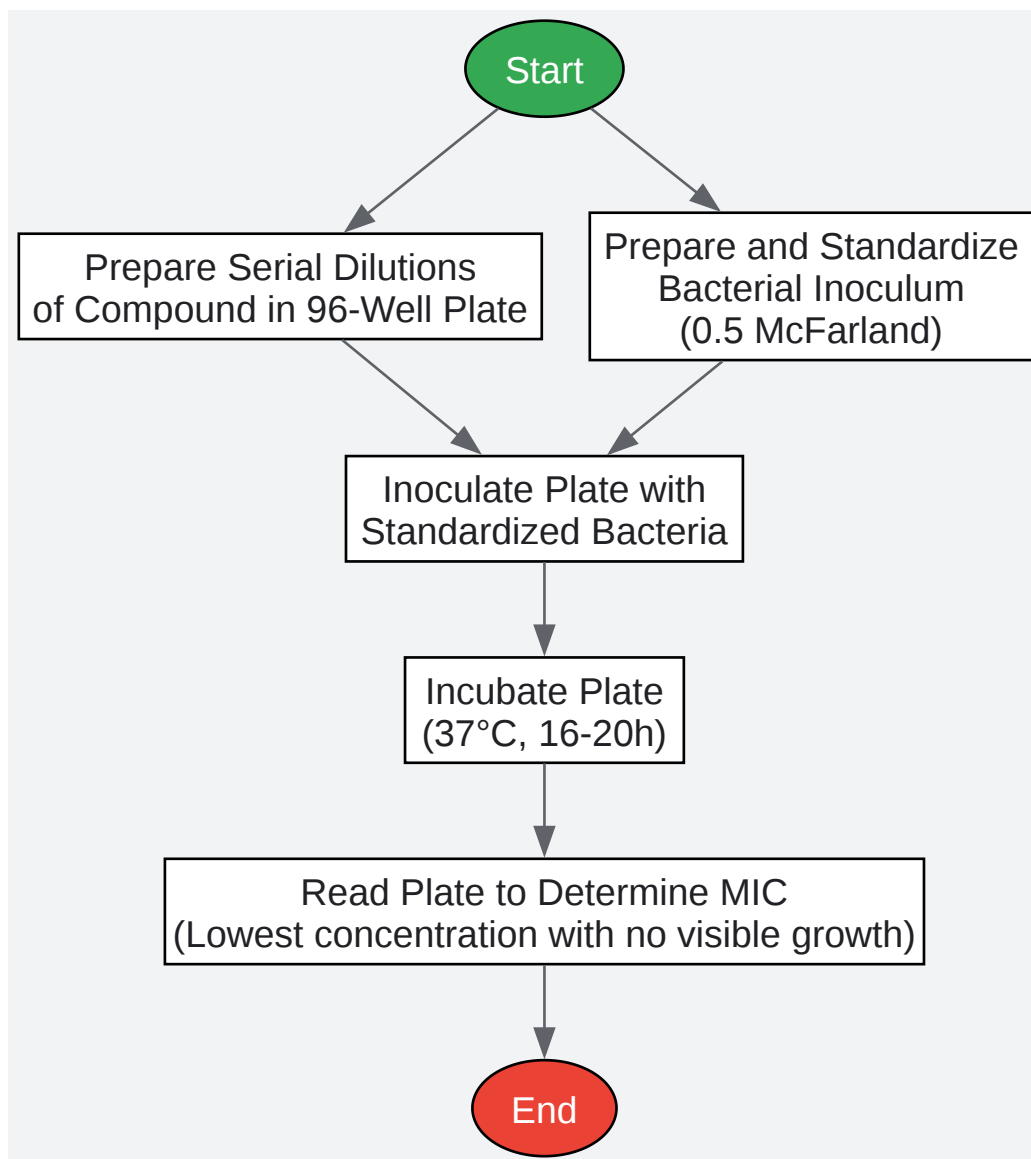 Start
Prepare Serial Dilutions
of Compound in 96-Well Plate
Prepare and Standardize
Bacterial Inoculum
(0.5 McFarland)
Inoculate Plate with
Standardized Bacteria
Incubate Plate
(37°C, 16-20h)
Read Plate to Determine MIC
(Lowest concentration with no visible growth)
End